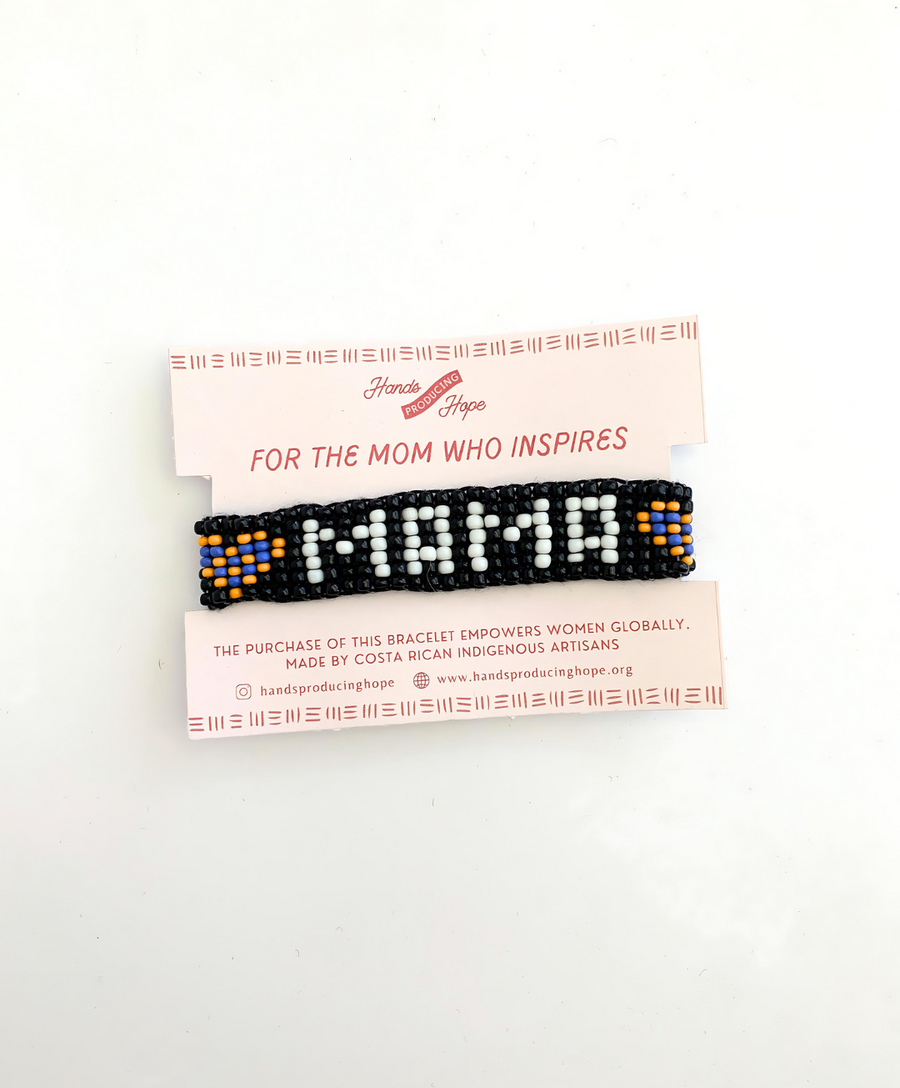 Hands
PRODUCING
Hope
FOR THE MOM WHO INSPIRES
MAMA
THE PURCHASE OF THIS BRACELET EMPOWERS WOMEN GLOBALLY.
MADE BY COSTA RICAN INDIGENOUS ARTISANS
handsproducinghope www.handsproducinghope.org